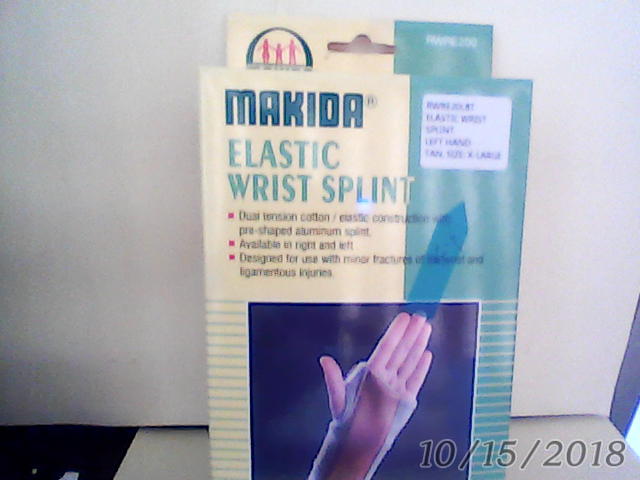 RWRE200
MAKIDA®
ELASTIC
WRIST SPLINT
ELASTIC WRIST
SPLINT
LEFT HAND
TAN, SIZE: X-LARGE
Dual tension cotton / elastic construction with
pre-shaped aluminum splint.
Available in right and left
Designed for use with minor fractures of wrist and
ligamentous injuries.
10/15/2018